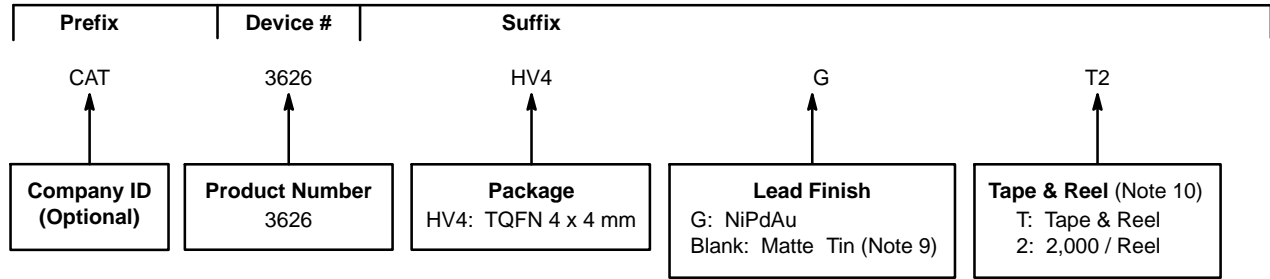 Prefix Device # Suffix
CAT 3626 HV4 G T2
Company ID
(Optional)
Product Number
3626
Package
HV4: TQFN 4 x 4 mm
Lead Finish
G: NiPdAu
Blank: Matte Tin (Note 9)
Tape & Reel (Note 10)
T: Tape & Reel
2: 2,000 / Reel